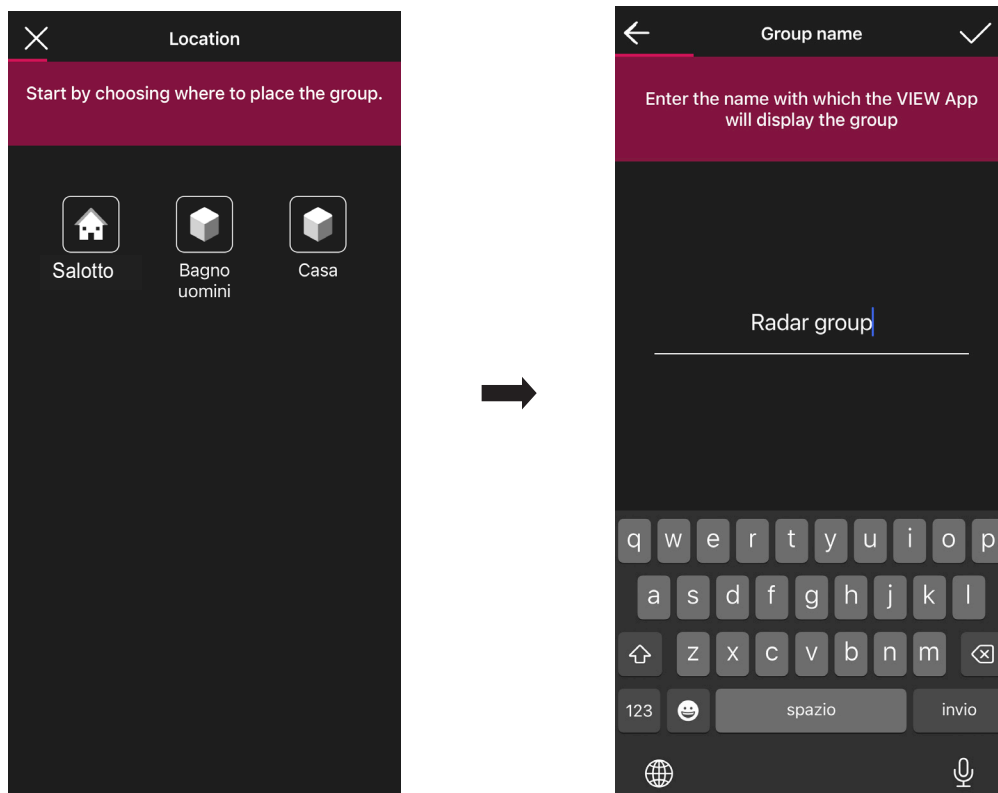 Location
Start by choosing where to place the group.
Salotto
Bagno
uomini
Casa
Group name
Enter the name with which the VIEW App
will display the group
Radar group
q w e r t y u i o p
a s d f g h j k l
z x c v b n m
123 spazio invio